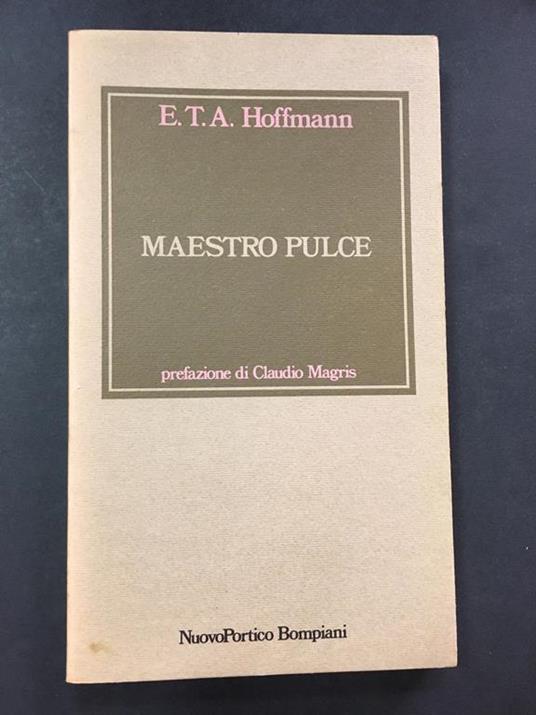 E.T.A. Hoffmann
MAESTRO PULCE
prefazione di Claudio Magris
NuovoPortico Bompiani